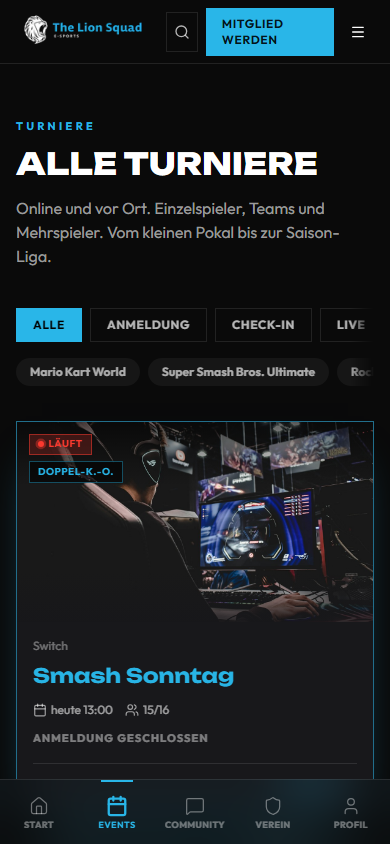 The Lion Squad
E-SPORTS
MITGLIED
WERDEN
TURNIERE
ALLE TURNIERE
Online und vor Ort. Einzelspieler, Teams und
Mehrspieler. Vom kleinen Pokal bis zur Saison-
Liga.
ALLE
ANMELDUNG
CHECK-IN
LIVE
Mario Kart World
Super Smash Bros. Ultimate
Roc
LÄUFT
DOPPEL-K.-O.
Switch
Smash Sonntag
heute 13:00
15/16
ANMELDUNG GESCHLOSSEN
START
EVENTS
COMMUNITY
VEREIN
PROFIL